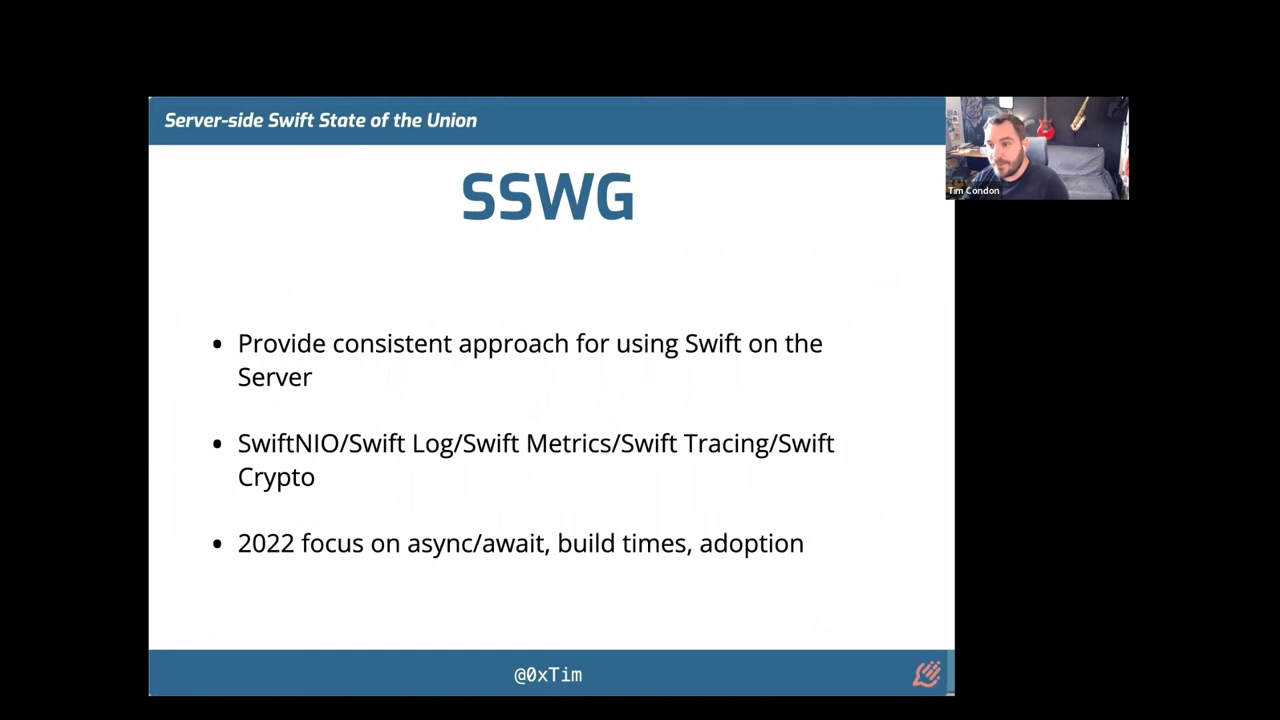 Server-side Swift State of the Union
SSWG
Tim Condon
• Provide consistent approach for using Swift on the
Server
• SwiftNIO/Swift Log/Swift Metrics/Swift Tracing/Swift
Crypto
• 2022 focus on async/await, build times, adoption
@0xTim